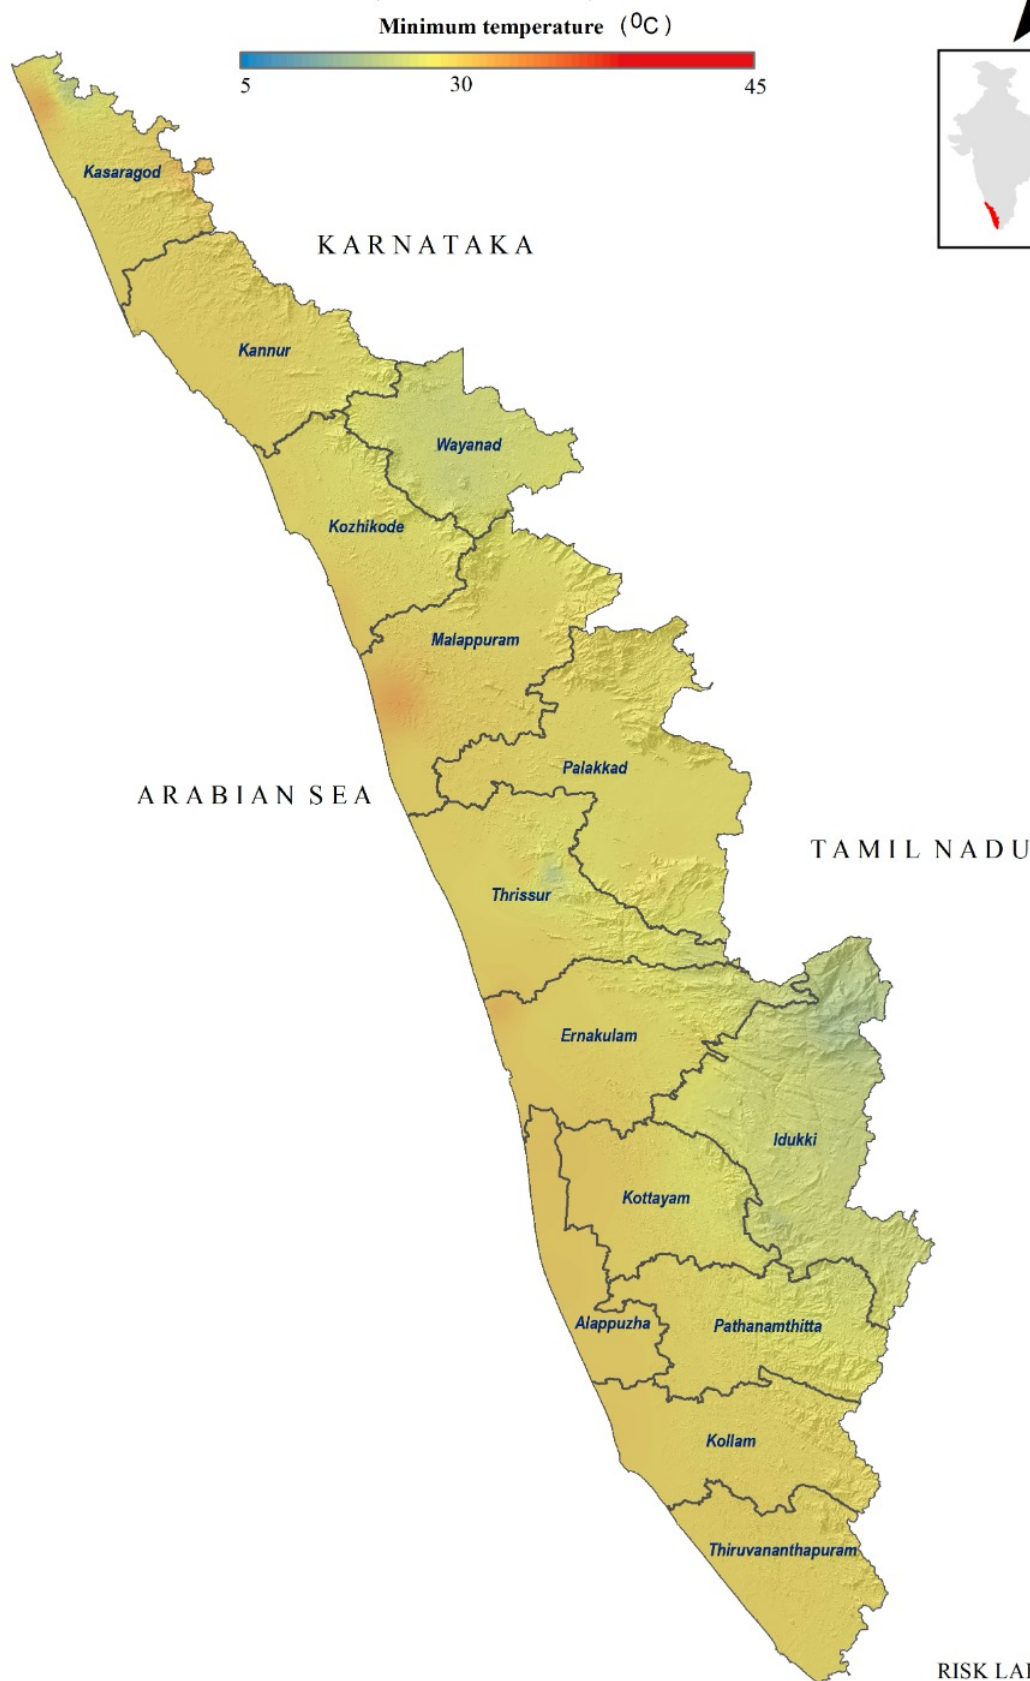 Minimum temperature (⁰C)
5 30 45
Kasaragod
KARNATAKA
Kannur
Wayanad
Kozhikode
Malappuram
Palakkad
ARABIAN SEA
TAMIL NADU
Thrissur
Ernakulam
Idukki
Kottayam
Alappuzha
Pathanamthitta
Kollam
Thiruvananthapuram
RISK